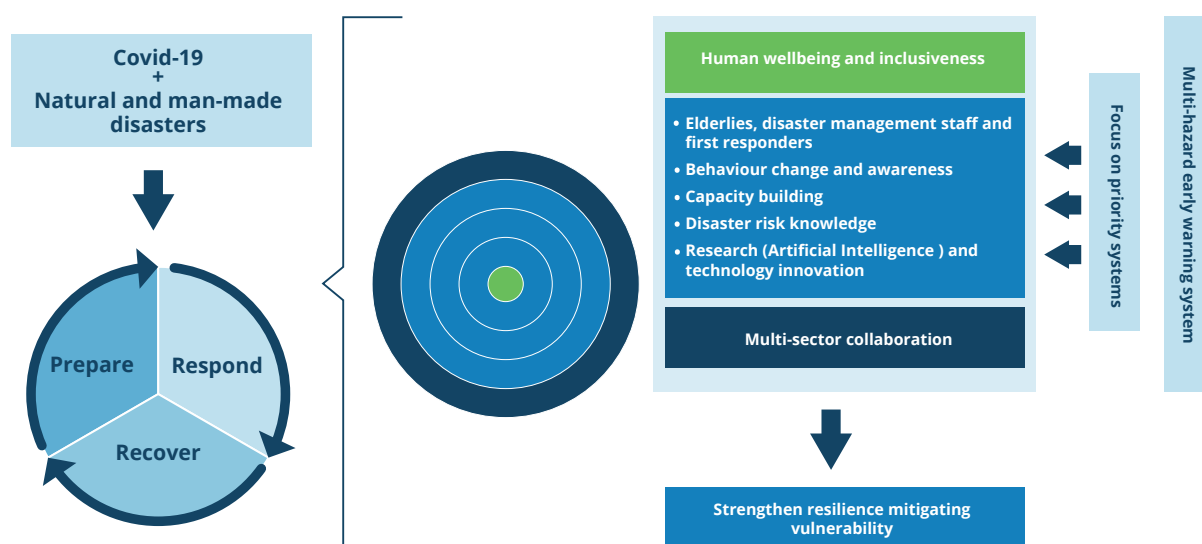 Covid-19
+
Natural and man-made
disasters
Prepare
Respond
Recover
Human wellbeing and inclusiveness
• Elderlies, disaster management staff and
first responders
• Behaviour change and awareness
• Capacity building
• Disaster risk knowledge
• Research (Artificial Intelligence ) and
technology innovation
Multi-sector collaboration
Strengthen resilience mitigating
vulnerability
Focus on priority systems
Multi-hazard early warning system